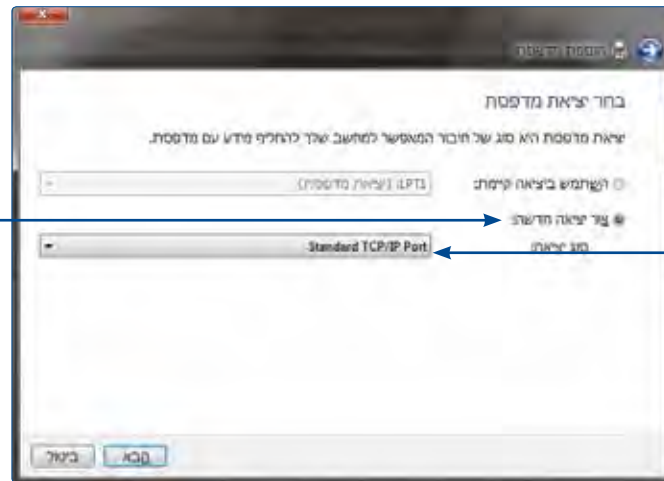 הוספת מדפסת
בחר יציאת מדפסת
יציאת מדפסת היא סוג של חיבור המאפשר למחשב שלך להחליף מידע עם מדפסת.
השתמש ביציאה קיימת:
LPT1: (יציאת מדפסת)
צור יציאה חדשה:
סוג יציאה:
Standard TCP/IP Port
הבא
ביטול